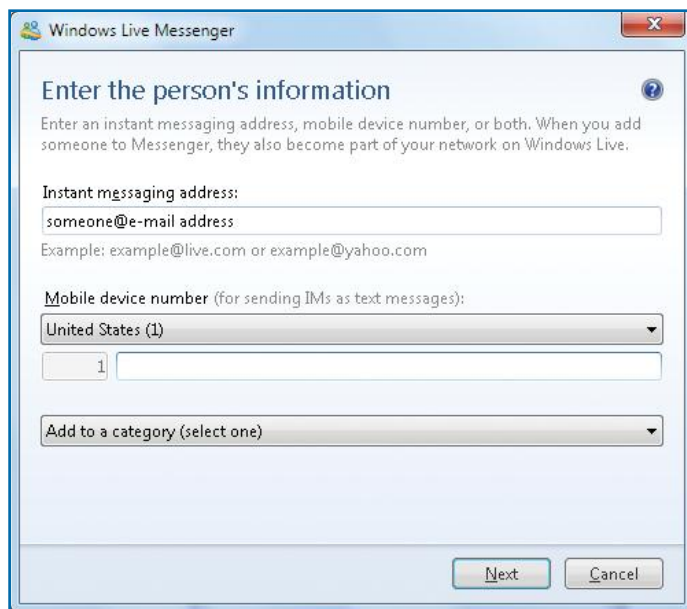 Windows Live Messenger
Enter the person's information
Enter an instant messaging address, mobile device number, or both. When you add
someone to Messenger, they also become part of your network on Windows Live.
Instant messaging address:
someone@e-mail address
Example: example@live.com or example@yahoo.com
Mobile device number (for sending IMs as text messages):
United States (1)
1
Add to a category (select one)
Next Cancel